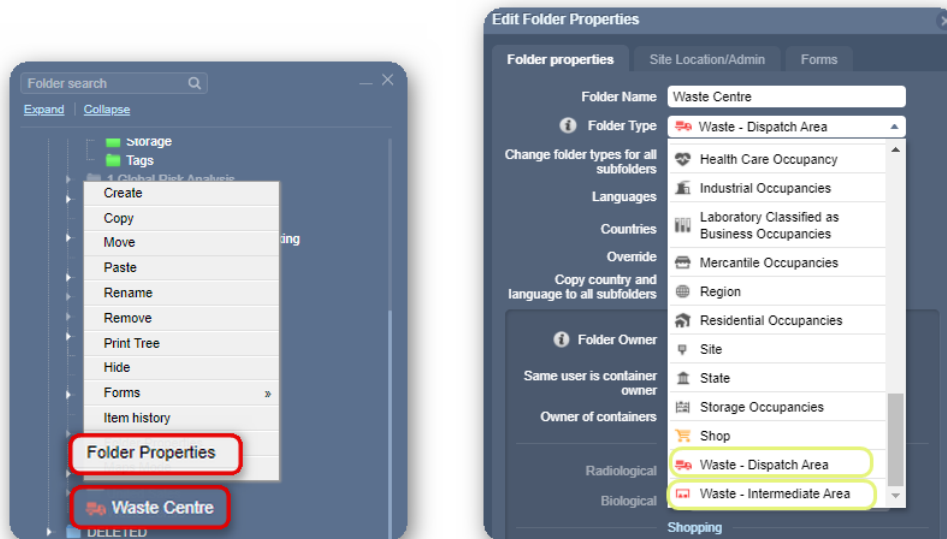 Folder search
Expand
Collapse
Storage
Tags
1 Global Risk Analysis
Create
Copy
Move
ing
Paste
Rename
Remove
Print Tree
Hide
Forms »
Item history
Folder Properties
Waste Centre
DELETED
Edit Folder Properties
Folder properties
Site Location/Admin
Forms
Folder Name
Waste Centre
Folder Type
Waste - Dispatch Area
Change folder types for all
subfolders
Languages
Countries
Override
Copy country and
language to all subfolders
Folder Owner
Same user is container
owner
Owner of containers
Radiological
Biological
Health Care Occupancy
Industrial Occupancies
Laboratory Classified as
Business Occupancies
Mercantile Occupancies
Region
Residential Occupancies
Site
State
Storage Occupancies
Shop
Waste - Dispatch Area
Waste - Intermediate Area
Shopping